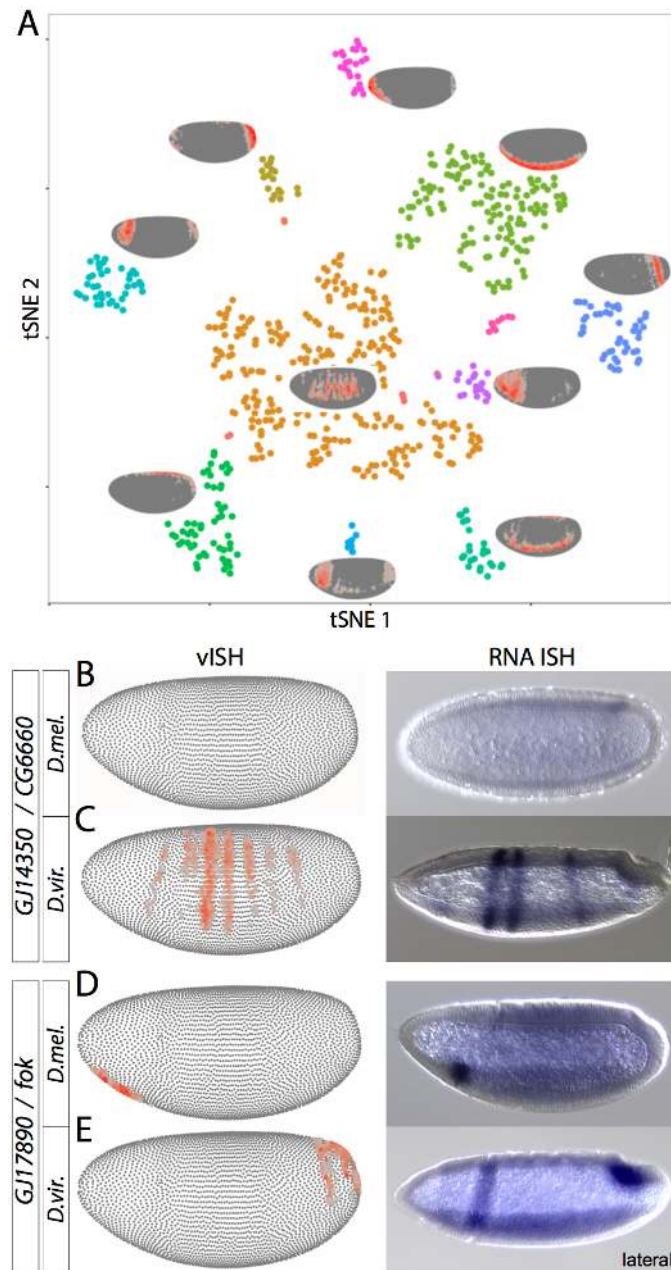 A
tSNE 2
tSNE 1
vISH
RNA ISH
GJ14350 / CG6660
D.mel.
D.vir.
B
C
GJ17890 / fok
D.mel.
D.vir.
D
E
lateral